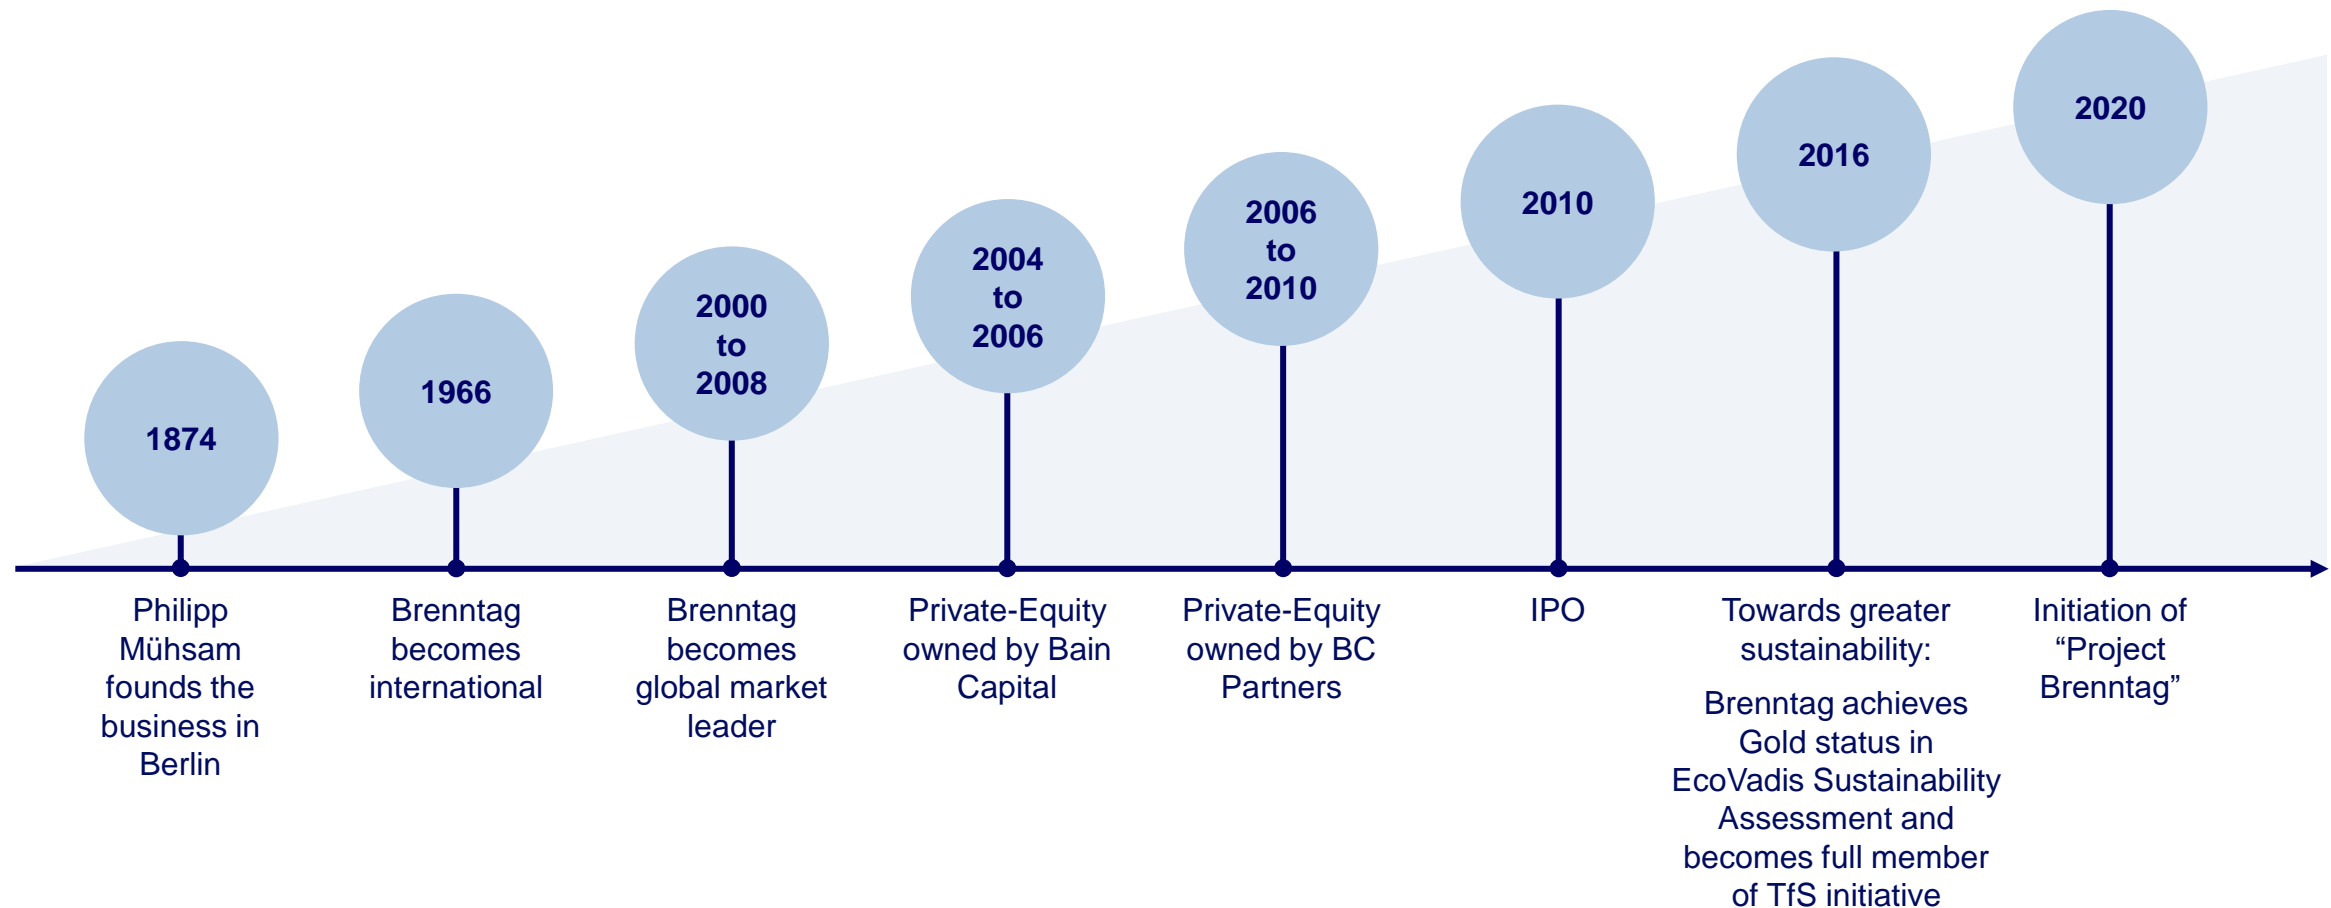 1874
Philipp
Mühsam
founds the
business in
Berlin
1966
Brenntag
becomes
international
2000
to
2008
Brenntag
becomes
global market
leader
2004
to
2006
Private-Equity
owned by Bain
Capital
2006
to
2010
Private-Equity
owned by BC
Partners
2010
IPO
2016
Towards greater
sustainability:
Brenntag achieves
Gold status in
EcoVadis Sustainability
Assessment and
becomes full member
of TfS initiative
2020
Initiation of
“Project
Brenntag”